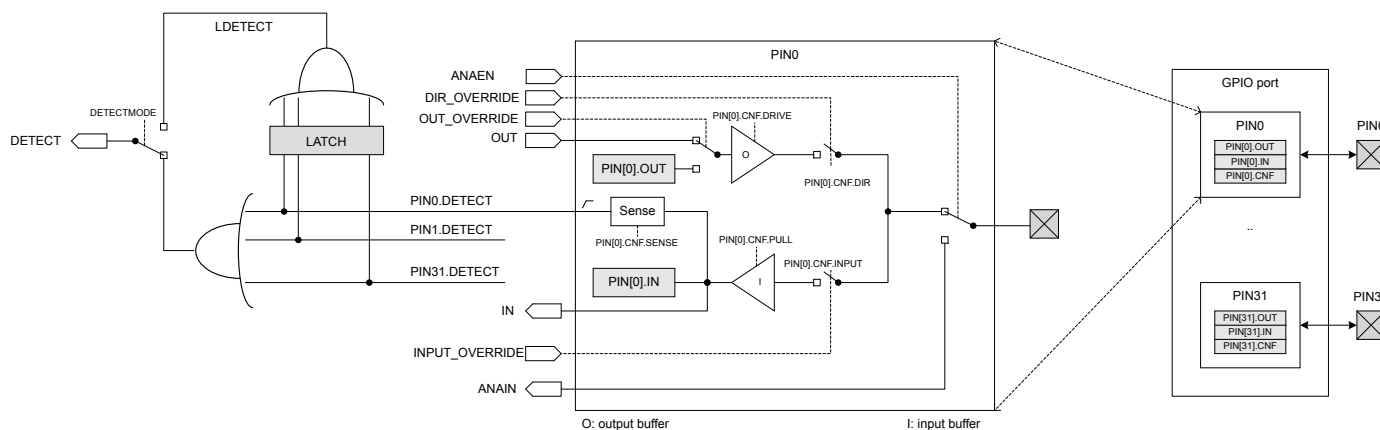 LDETECT
DETECTMODE
DETECT
LATCH
PIN0.DETECT
PIN1.DETECT
PIN31.DETECT
PIN0
ANAEN
DIR_OVERRIDE
OUT_OVERRIDE
OUT
PIN[0].CNF.DRIVE
O
PIN[0].OUT
PIN[0].CNF.DIR
Sense
PIN[0].CNF.SENSE
PIN[0].CNF.PULL
PIN[0].CNF.INPUT
PIN[0].IN
I
IN
INPUT_OVERRIDE
ANAIN
O: output buffer
I: input buffer
GPIO port
PIN0
PIN[0].OUT
PIN[0].IN
PIN[0].CNF
..
PIN31
PIN[31].OUT
PIN[31].IN
PIN[31].CNF